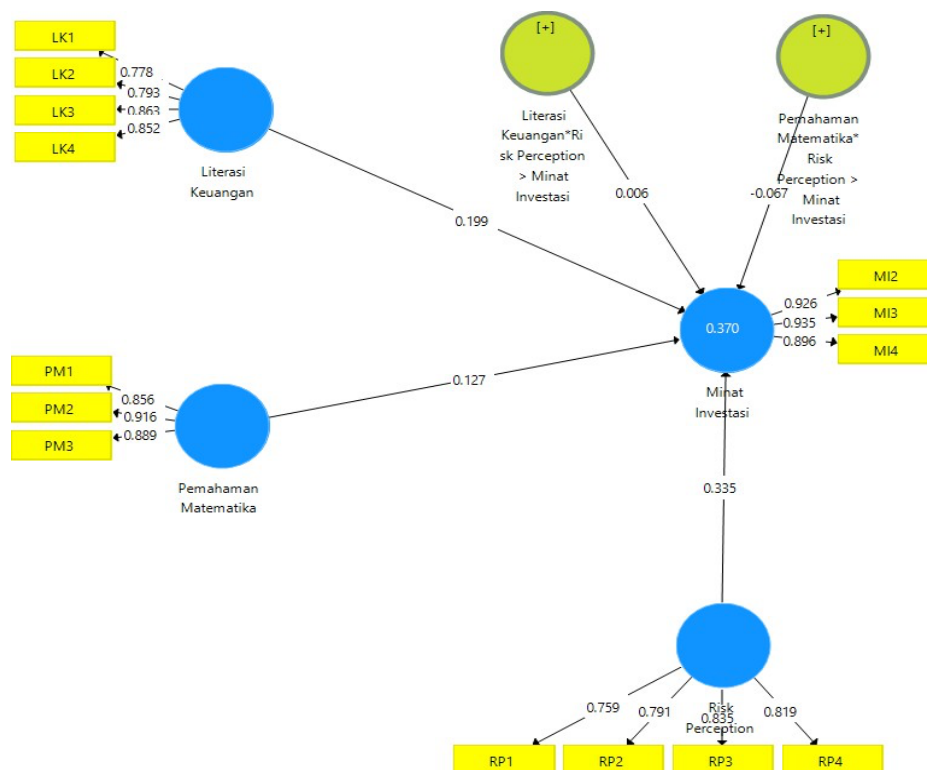 LK1
LK2
LK3
LK4
0.778
0.793
0.863
0.852
Literasi
Keuangan
[+]
Literasi
Keuangan*Ri
sk Perception
> Minat
Investasi
[+]
Pemahaman
Matematika*
Risk
Perception >
Minat
Investasi
0.199
0.006
-0.067
PM1
PM2
PM3
0.856
0.916
0.889
Pemahaman
Matematika
0.127
0.370
Minat
Investasi
0.926
0.935
0.896
MI2
MI3
MI4
0.335
Risk
Perception
0.759
0.791
0.835
0.819
RP1
RP2
RP3
RP4